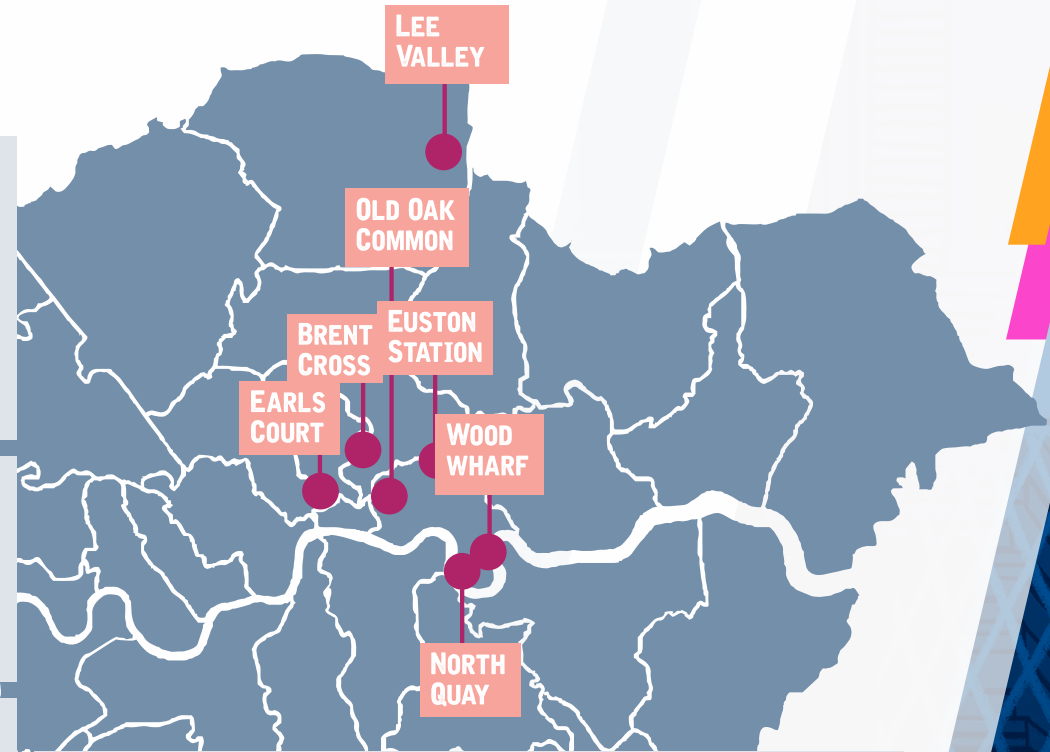 LEE
VALLEY
OLD OAK
COMMON
EUSTON
STATION
BRENT
CROSS
EARLS
COURT
WOOD
WHARF
NORTH
QUAY